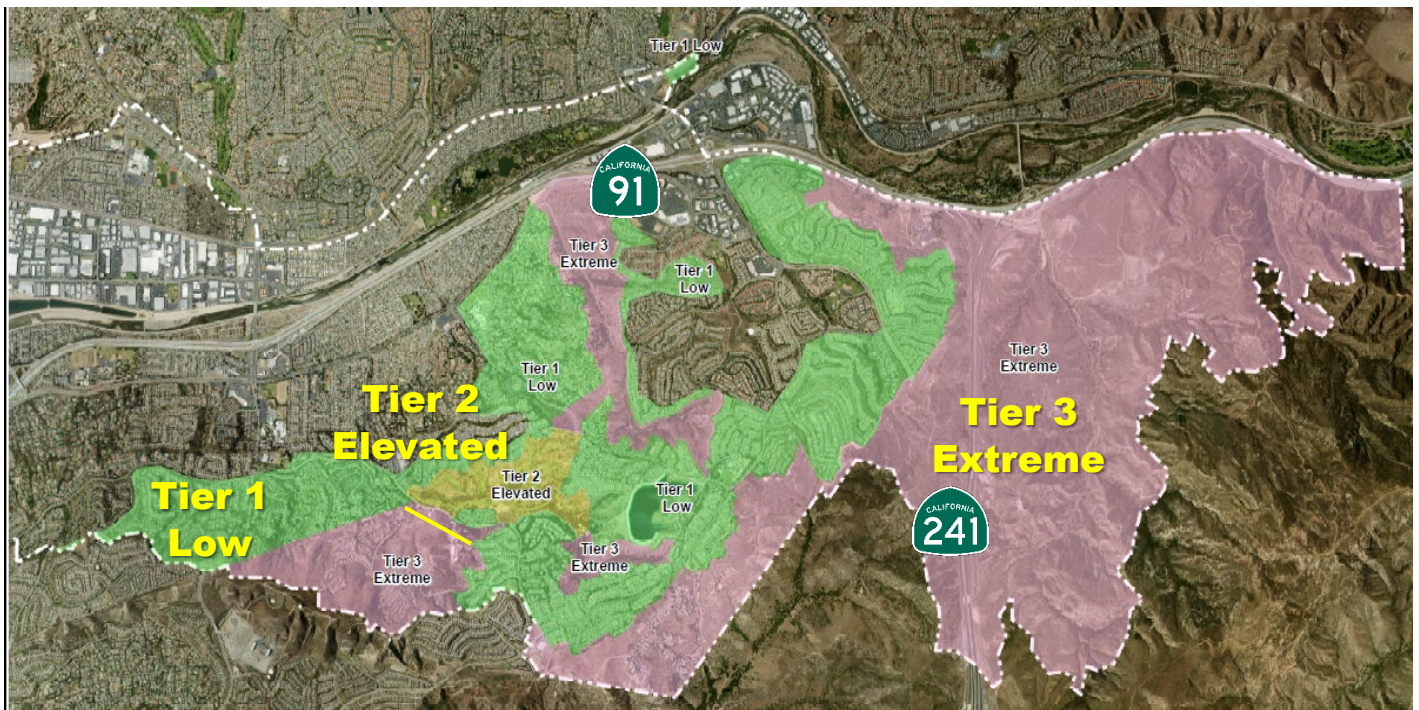 Tier 1 Low
CALIFORNIA
91
Tier 3
Extreme
Tier 1
Low
Tier 3
Extreme
Tier 1
Low
Tier 2
Elevated
Tier 3
Extreme
Tier 2
Elevated
Tier 1
Low
Tier 1
Low
CALIFORNIA
241
Tier 3
Extreme
Tier 3
Extreme